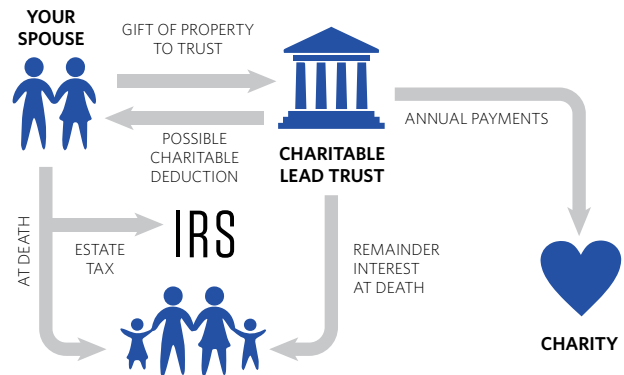 YOUR
SPOUSE
GIFT OF PROPERTY
TO TRUST
POSSIBLE
CHARITABLE
DEDUCTION
CHARITABLE
LEAD TRUST
ANNUAL PAYMENTS
AT DEATH
ESTATE
TAX
IRS
REMAINDER
INTEREST
AT DEATH
CHARITY